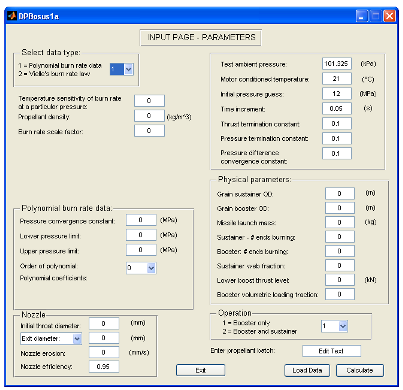 DPBosus1a
INPUT PAGE - PARAMETERS
Select data type:
1 = Polynomial burn rate data
2 = Vielle's burn rate law
1
Temperature sensitivity of burn rate
at a particular pressure:
0
Propellant density:
0
(kg/m^3)
Burn rate scale factor:
0
Test ambient pressure:
101.325
(kPa)
Motor conditioned temperature:
21
(°C)
Initial pressure guess:
12
(MPa)
Time increment:
0.05
(s)
Thrust termination constant:
0.1
Pressure termination constant:
0.1
Pressure difference
convergence constant:
0.1
Polynomial burn rate data:
Pressure convergence constant:
0
(MPa)
Lower pressure limit:
0
(MPa)
Upper pressure limit:
0
(MPa)
Order of polynomial:
0
Polynomial coefficients:
Physical parameters:
Grain sustainer OD:
0
(m)
Grain booster OD:
0
(m)
Missile launch mass:
0
(kg)
Sustainer - # ends burning:
0
Booster: # ends burning:
0
Sustainer web fraction:
0
Lower boost thrust level:
0
(kN)
Booster volumetric loading fraction:
0
Nozzle
Initial throat diameter:
0
(mm)
Exit diameter:
0
(mm)
Nozzle erosion:
0
(mm/s)
Nozzle efficiency:
0.95
Operation
1 = Booster only
2 = Booster and sustainer
1
Enter propellant batch:
Edit Text
Exit
Load Data
Calculate